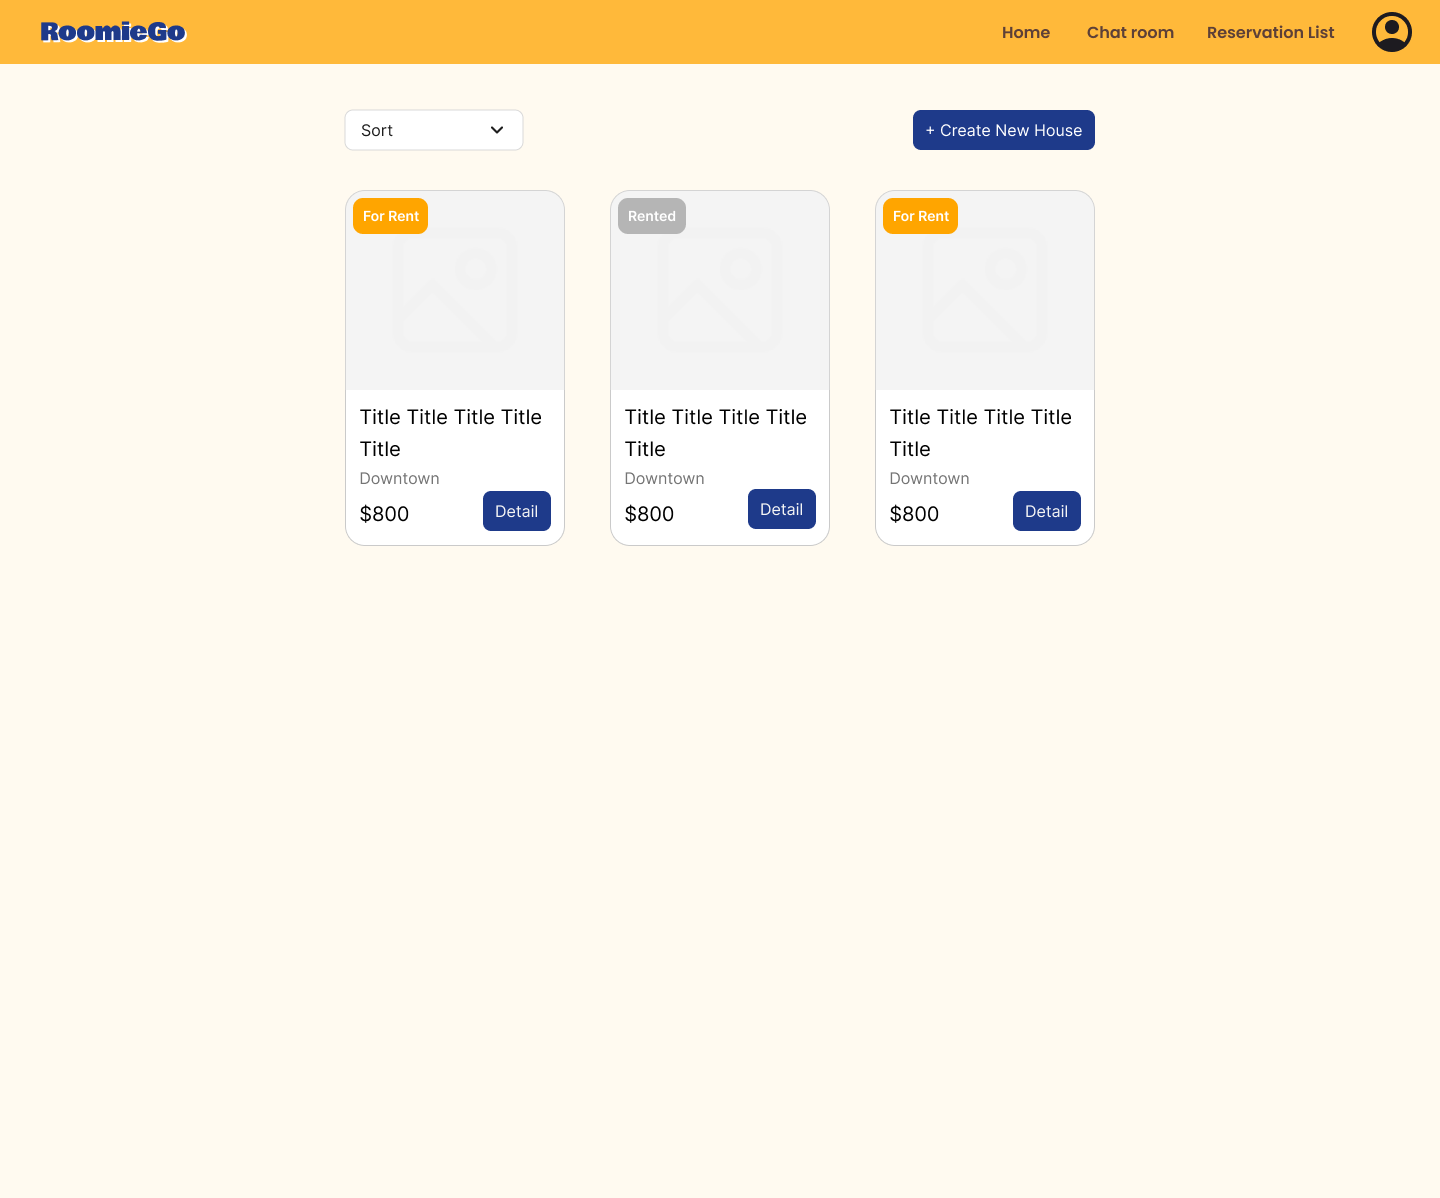 RoomieGo
Home Chat room Reservation List
Sort
+ Create New House
For Rent
Title Title Title Title
Title
Downtown
$800
Detail
Rented
Title Title Title Title
Title
Downtown
$800
Detail
For Rent
Title Title Title Title
Title
Downtown
$800
Detail